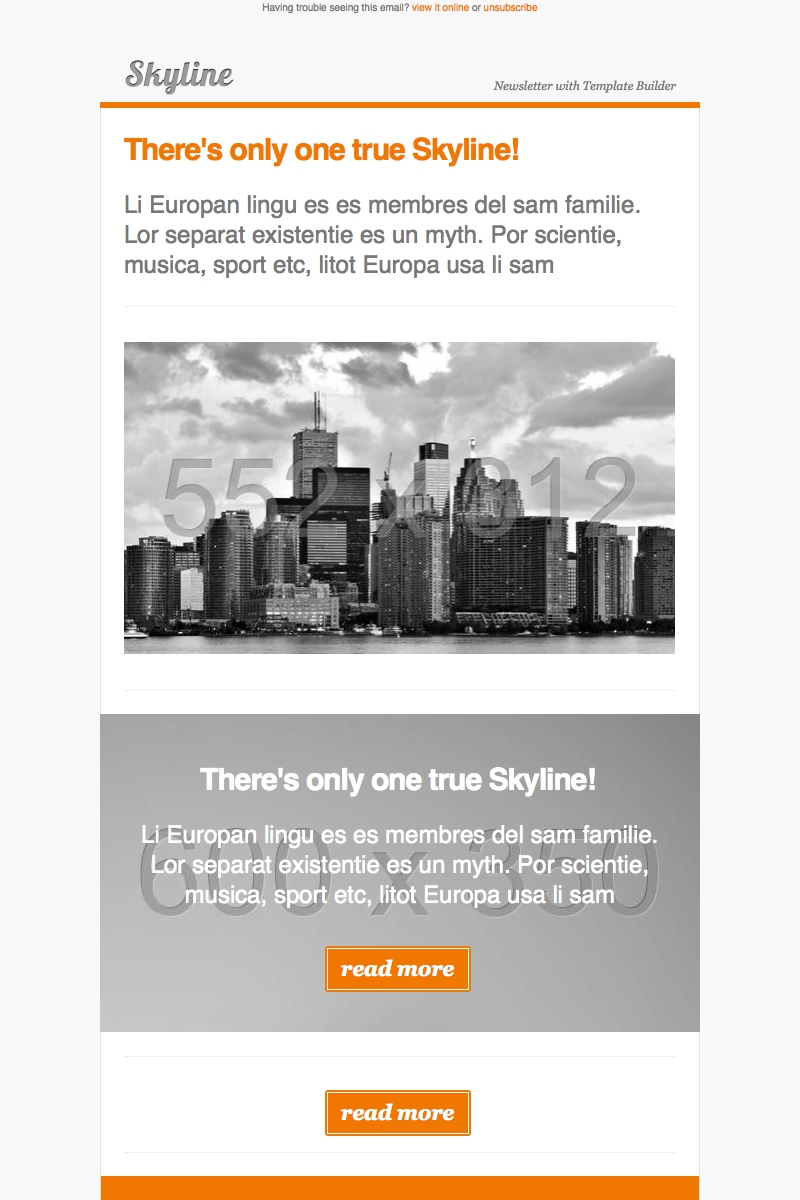 Having trouble seeing this email? view it online or unsubscribe
Skyline
Newsletter with Template Builder
There's only one true Skyline!
Li Europan lingu es es membres del sam familie.
Lor separat existentie es un myth. Por scientie,
musica, sport etc, litot Europa usa li sam
552 x 312
There's only one true Skyline!
Li Europan lingu es es membres del sam familie.
Lor separat existentie es un myth. Por scientie,
musica, sport etc, litot Europa usa li sam
600 x 350
read more
read more